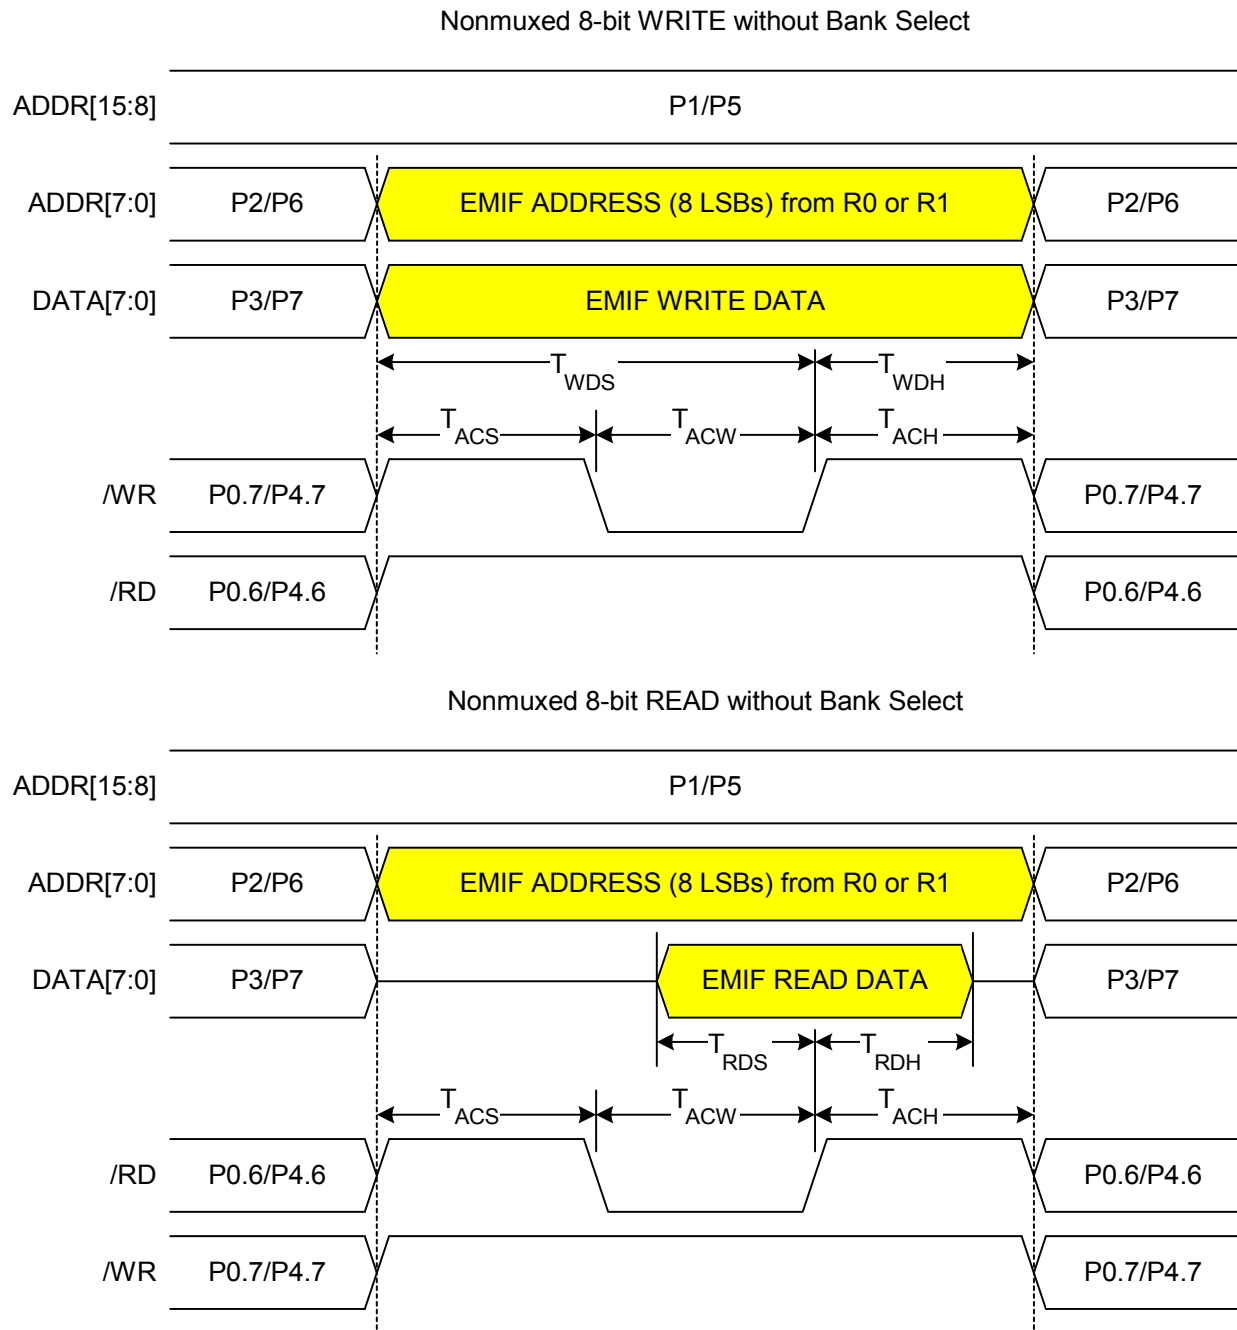 Nonmuxed 8-bit WRITE without Bank Select
ADDR[15:8] P1/P5
ADDR[7:0] P2/P6 EMIF ADDRESS (8 LSBs) from R0 or R1 P2/P6
DATA[7:0] P3/P7 EMIF WRITE DATA P3/P7
TWDS TWDH
TACS TACW TACH
/WR P0.7/P4.7 P0.7/P4.7
/RD P0.6/P4.6 P0.6/P4.6
Nonmuxed 8-bit READ without Bank Select
ADDR[15:8] P1/P5
ADDR[7:0] P2/P6 EMIF ADDRESS (8 LSBs) from R0 or R1 P2/P6
DATA[7:0] P3/P7 EMIF READ DATA P3/P7
TRDS TRDH
TACS TACW TACH
/RD P0.6/P4.6 P0.6/P4.6
/WR P0.7/P4.7 P0.7/P4.7